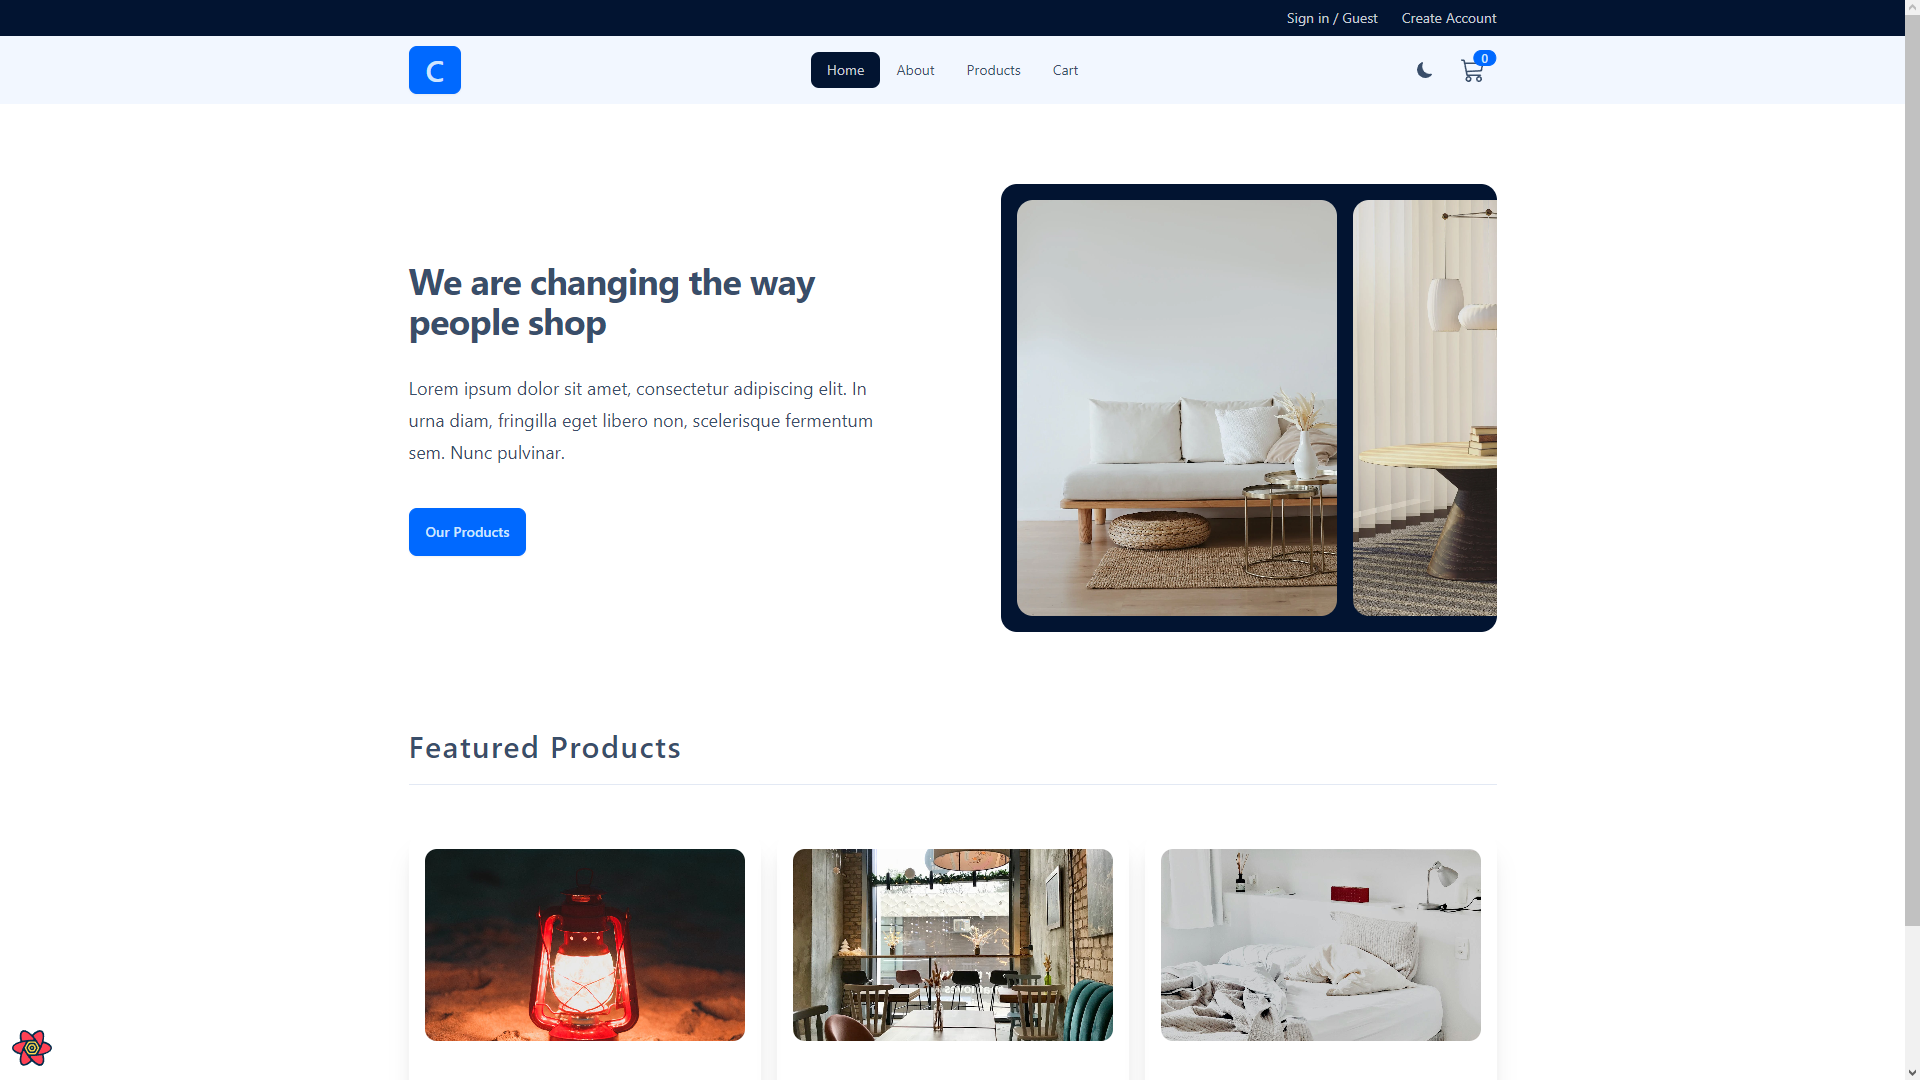 Sign in / Guest Create Account
C
Home About Products Cart
0
We are changing the way
people shop
Lorem ipsum dolor sit amet, consectetur adipiscing elit. In
urna diam, fringilla eget libero non, scelerisque fermentum
sem. Nunc pulvinar.
Our Products
Featured Products